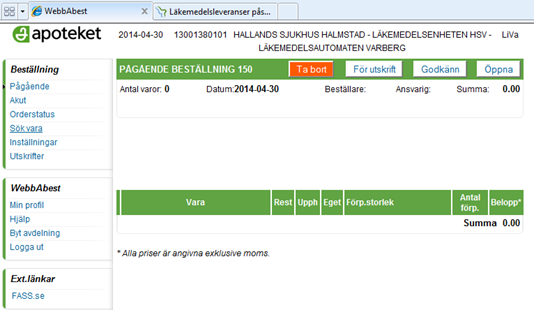 WebbAbest
Läkemedelsleveranser pås...
apoteket
2014-04-30 13001380101 HALLANDS SJUKHUS HALMSTAD - LÄKEMEDELSENHETEN HSV - LiVa
LÄKEMEDELSAUTOMATEN VARBERG
Beställning
Pågående
Akut
Orderstatus
Sök vara
Inställningar
Utskrifter
WebbAbest
Min profil
Hjälp
Byt avdelning
Logga ut
Ext.länkar
FASS.se
PÅGÅENDE BESTÄLLNING 150 Ta bort För utskrift Godkänn Öppna
Antal varor: 0 Datum:2014-04-30 Beställare: Ansvarig: Summa: 0.00
Vara Rest Upph Eget Förp.storlek Antal förp. Belopp*
Summa 0.00
* Alla priser är angivna exklusive moms.